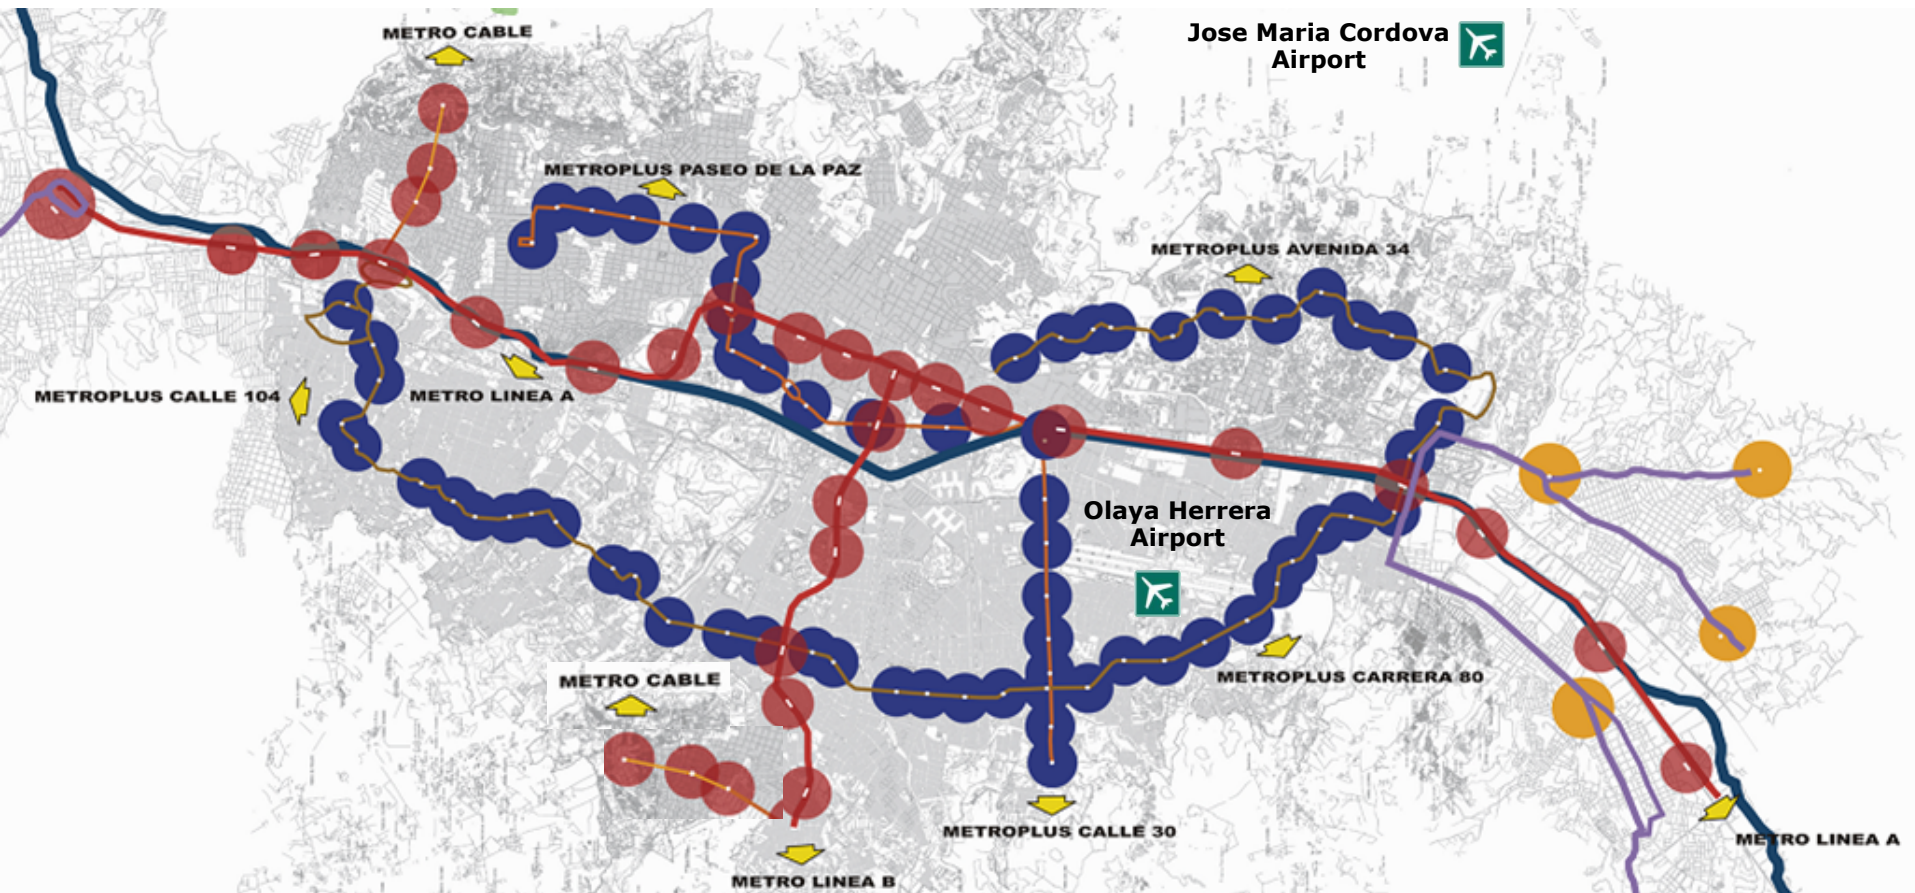 METRO CABLE
Jose Maria Cordova
Airport
METROPLUS PASEO DE LA PAZ
METROPLUS AVENIDA 34
METROPLUS CALLE 104
METRO LINEA A
Olaya Herrera
Airport
METRO CABLE
METROPLUS CARRERA 80
METROPLUS CALLE 30
METRO LINEA A
METRO LINEA B